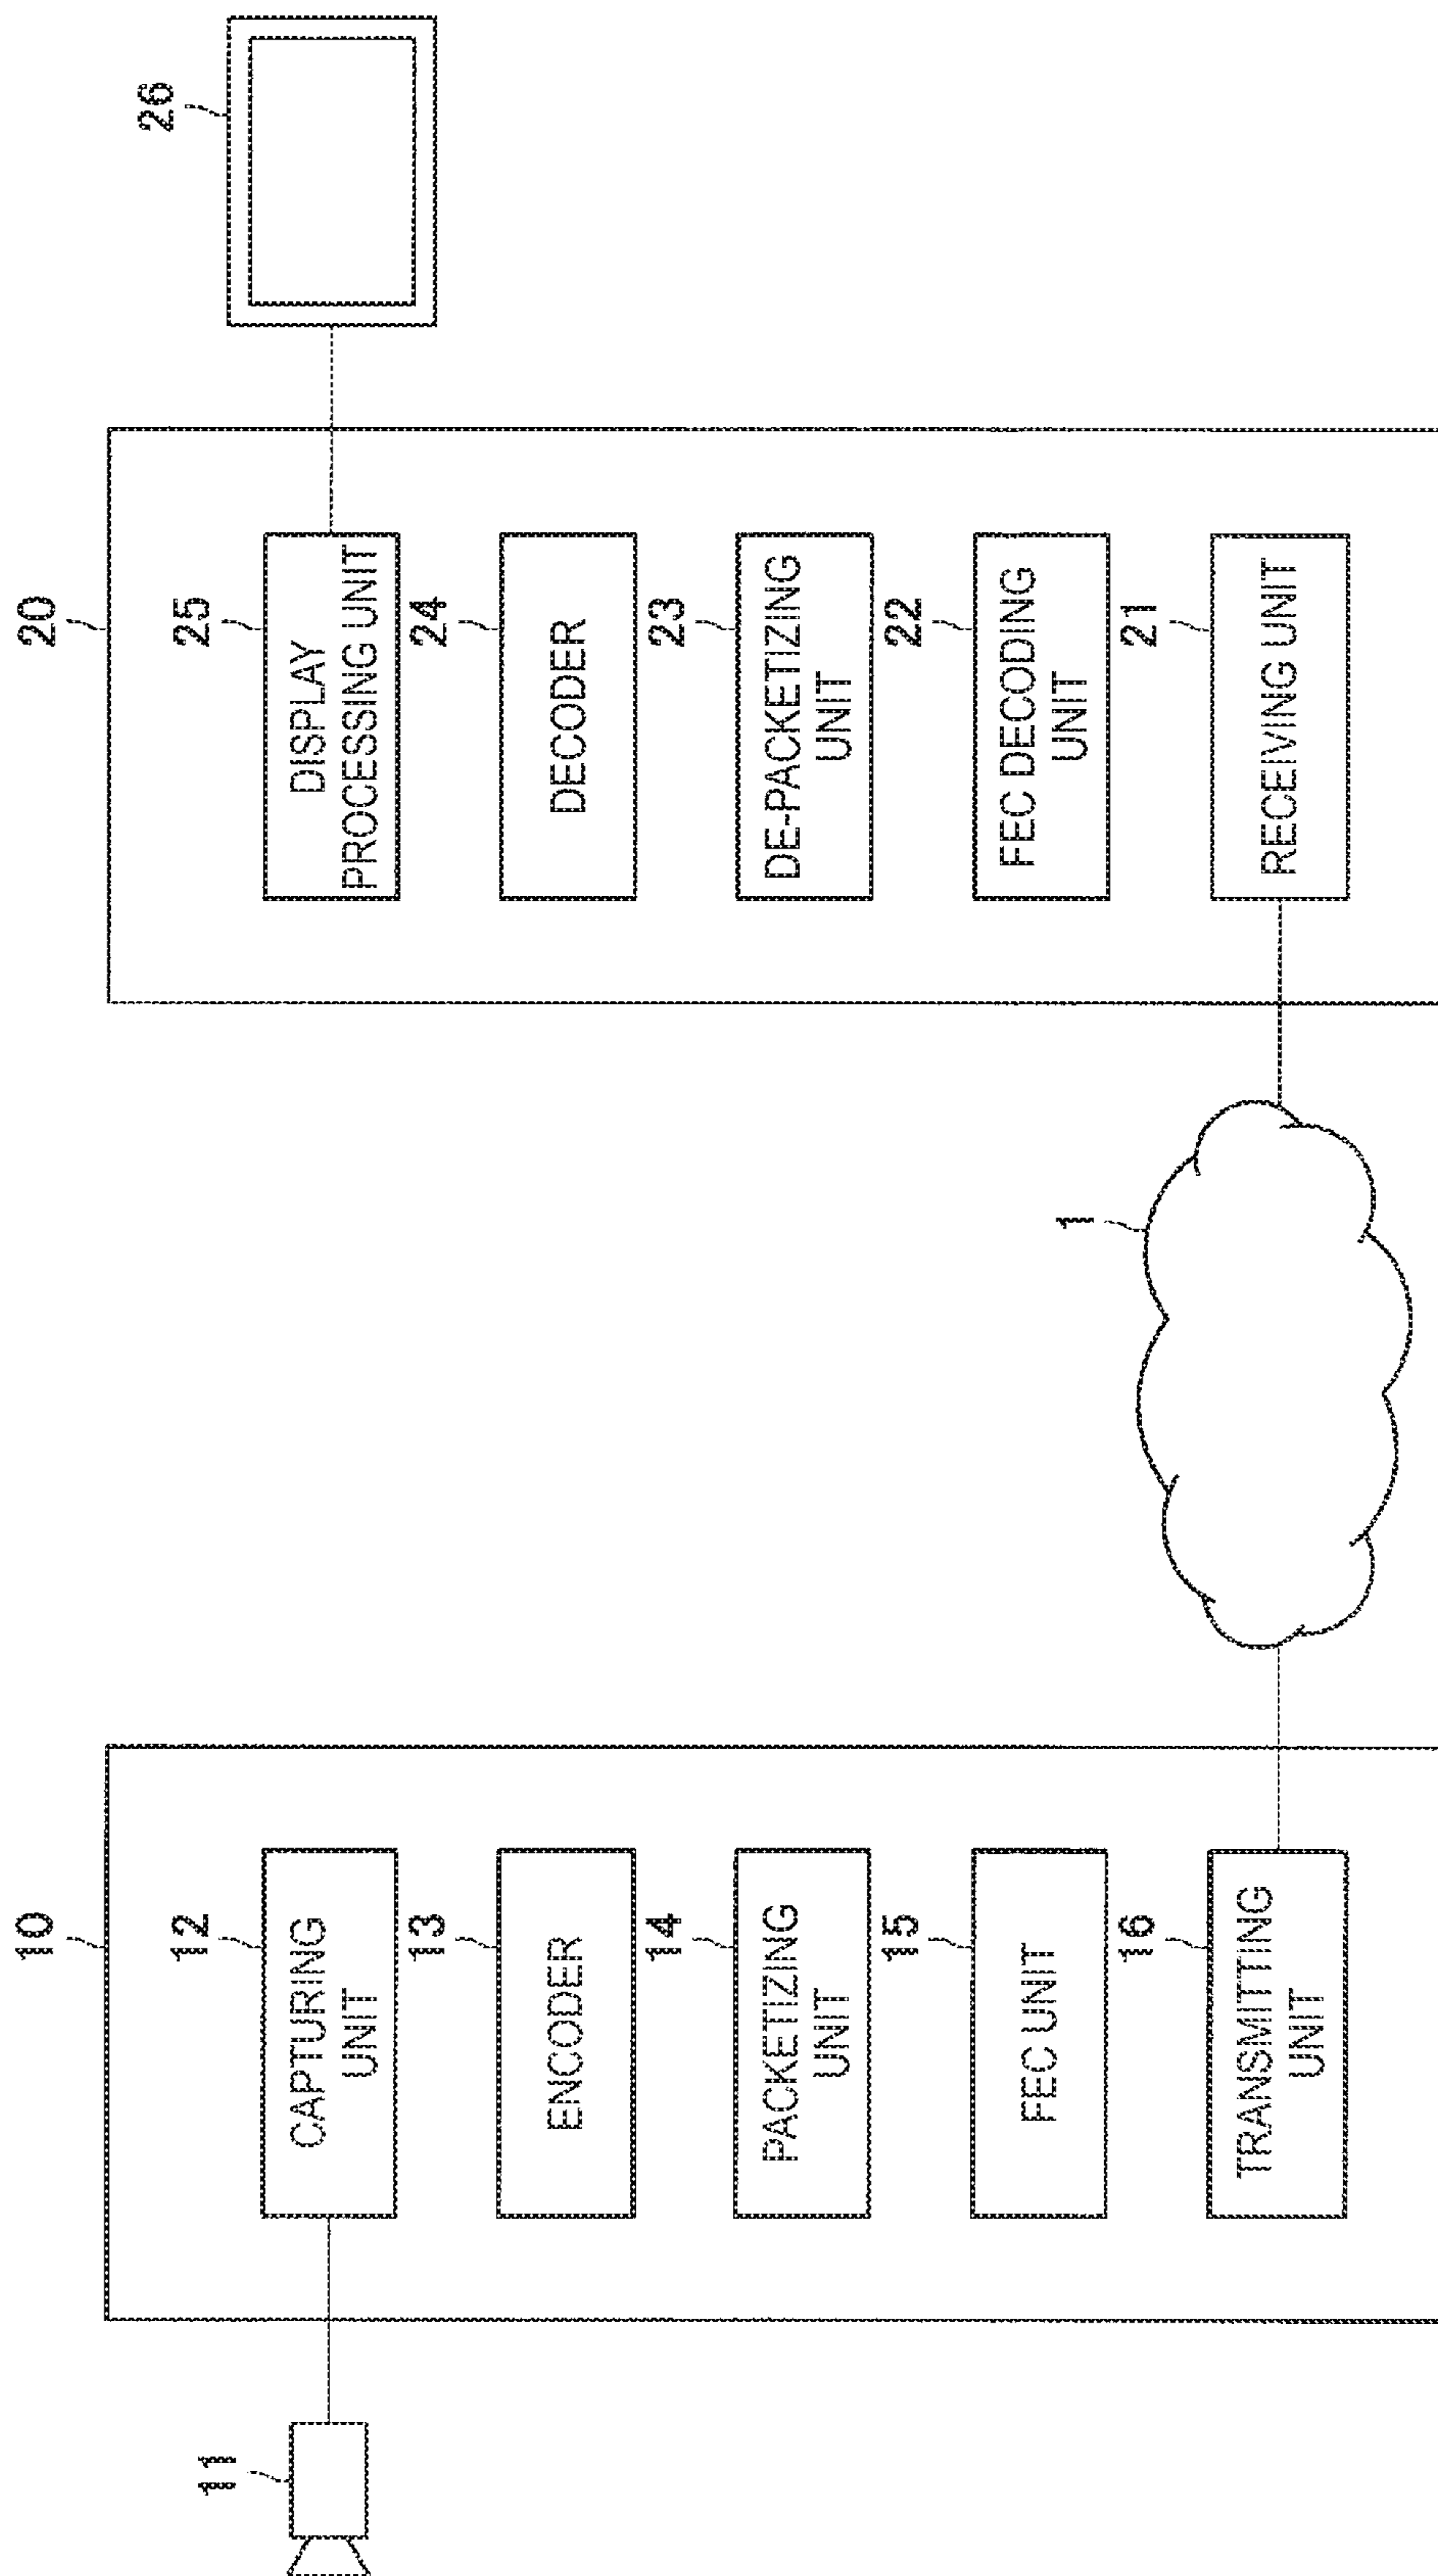 10
11
12
CAPTURING
UNIT
13
ENCODER
14
PACKETIZING
UNIT
15
FEC UNIT
16
TRANSMITTING
UNIT
1
20
25
DISPLAY
PROCESSING UNIT
24
DECODER
23
DE-PACKETIZING
UNIT
22
FEC DECODING
UNIT
21
RECEIVING UNIT
26